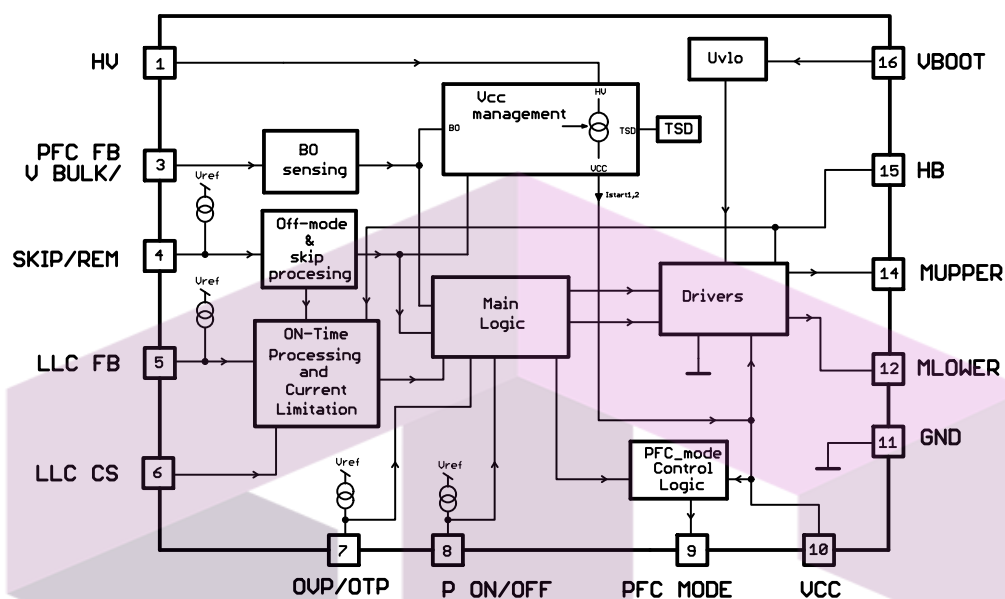 HV
1
PFC FB
V BULK/
3
SKIP/REM
4
LLC FB
5
LLC CS
6
BO
sensing
Vref
Off-mode
&
skip
procesing
Vref
ON-Time
Processing
and
Current
Limitation
Vcc
management
HV
BO
TSD
VCC
TSD
Istart1,2
Main
Logic
Uvlo
Drivers
PFC_mode
Control
Logic
Vref
Vref
16
VBOOT
15
HB
14
MUPPER
12
MLOWER
11
GND
7
OVP/OTP
8
P ON/OFF
9
PFC MODE
10
VCC